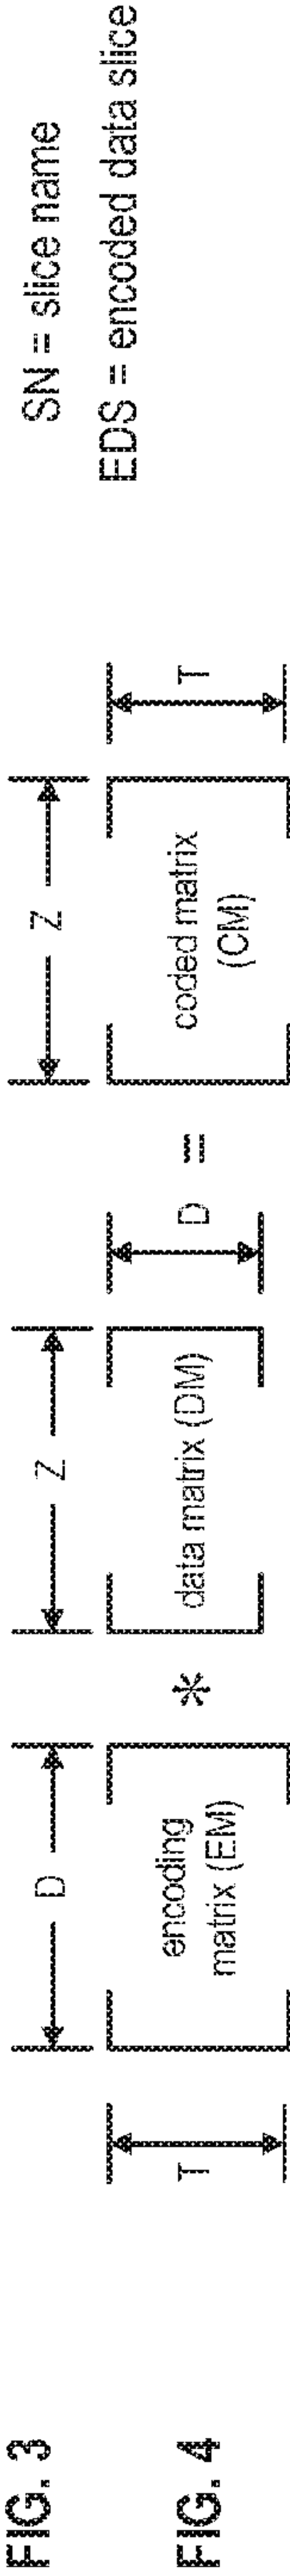 SN = slice name
EDS = encoded data slice
FIG. 3
D
Z
Z
FIG. 4
T
encoding
matrix (EM)
*
data matrix (DM)
D
=
coded matrix
(CM)
T